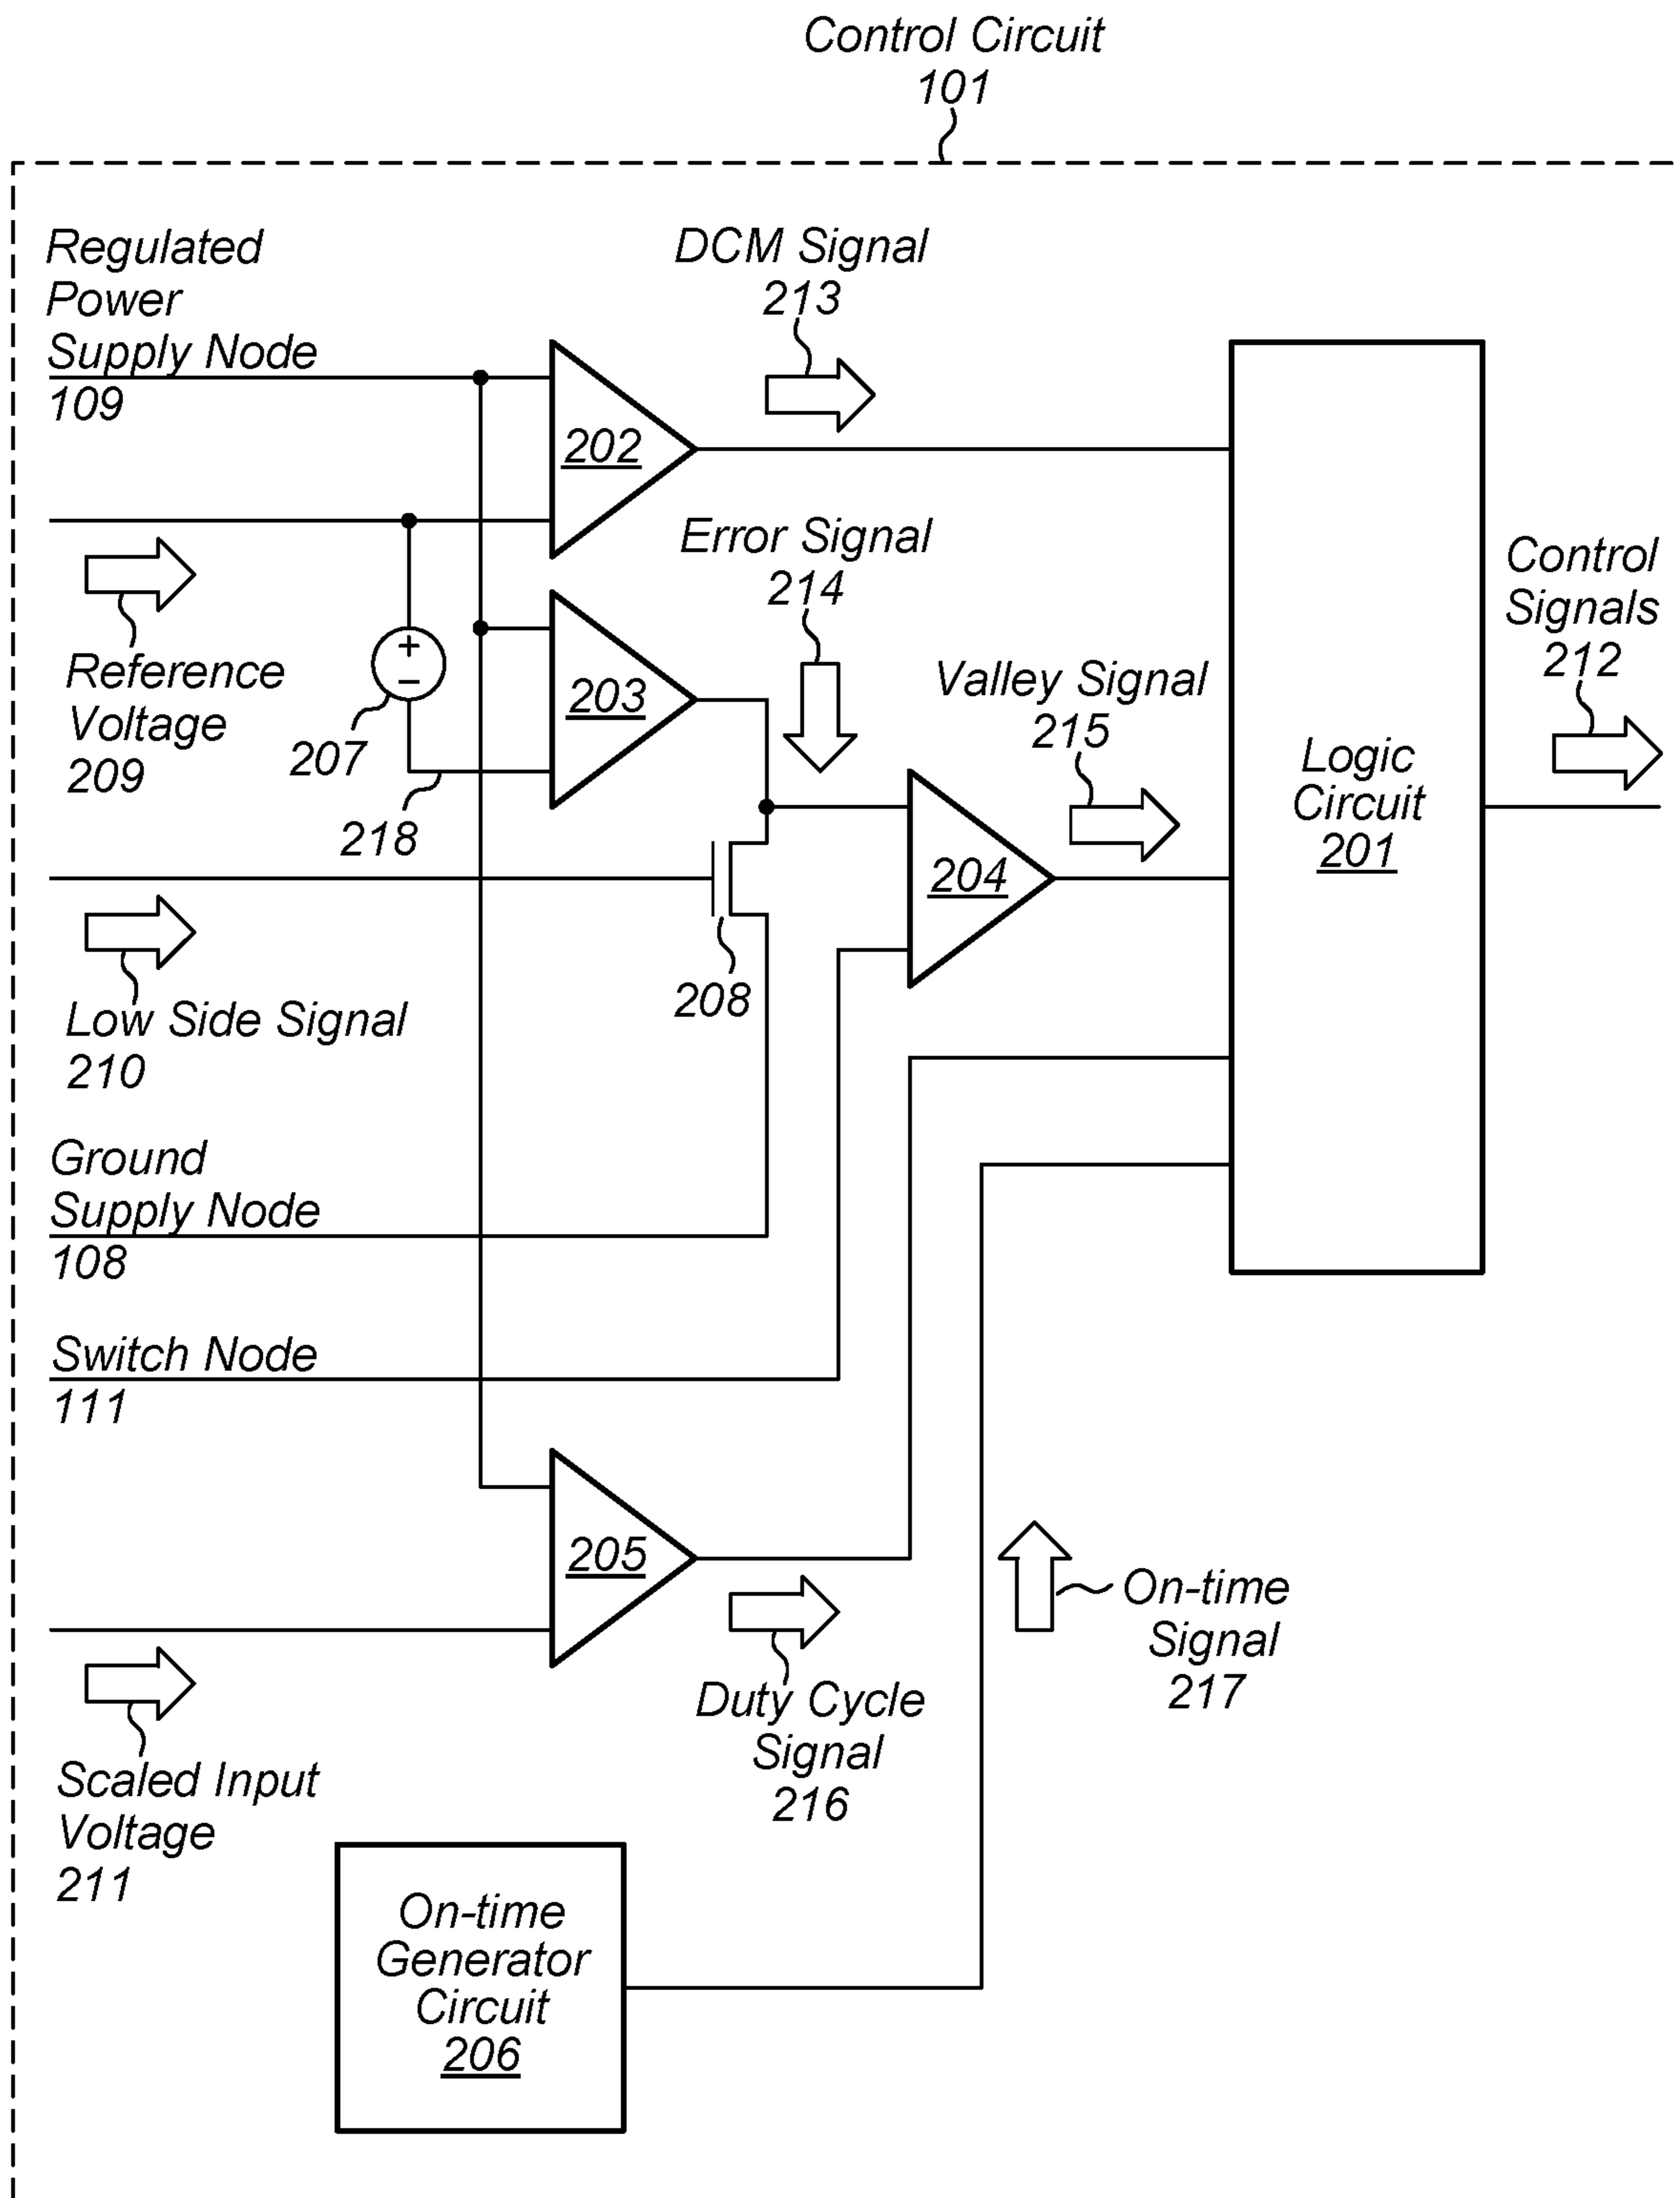 Control Circuit
101
Regulated
Power
Supply Node
109
DCM Signal
213
202
Error Signal
214
Control
Signals
212
Reference
Voltage
209
+
−
207
203
218
Valley Signal
215
Logic
Circuit
201
204
208
Low Side Signal
210
Ground
Supply Node
108
Switch Node
111
205
On-time
Signal
217
Duty Cycle
Signal
216
Scaled Input
Voltage
211
On-time
Generator
Circuit
206